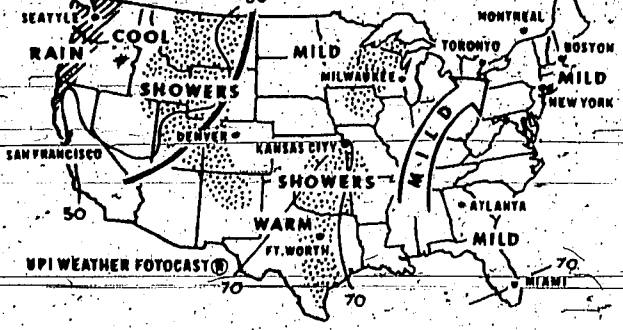 SEATTLE
COOL
RAIN
MILD
MONTREAL
TORONTO
BOSTON
MILWAUKEE
MILD
NEW YORK
SHOWERS
DENVER
KANSAS CITY
MILD
SAN FRANCISCO
SHOWERS
50
ATLANTA
WARM
MILD
FT. WORTH
UPI WEATHER FOTOCAST ®
70
70
70
MIAMI